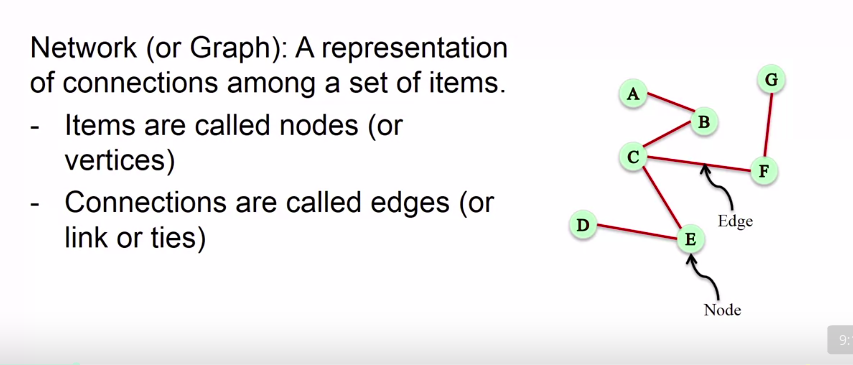 Network (or Graph): A representation
of connections among a set of items.
- Items are called nodes (or
vertices)
- Connections are called edges (or
link or ties)
G
A
B
C
F
Edge
D
E
Node
9: